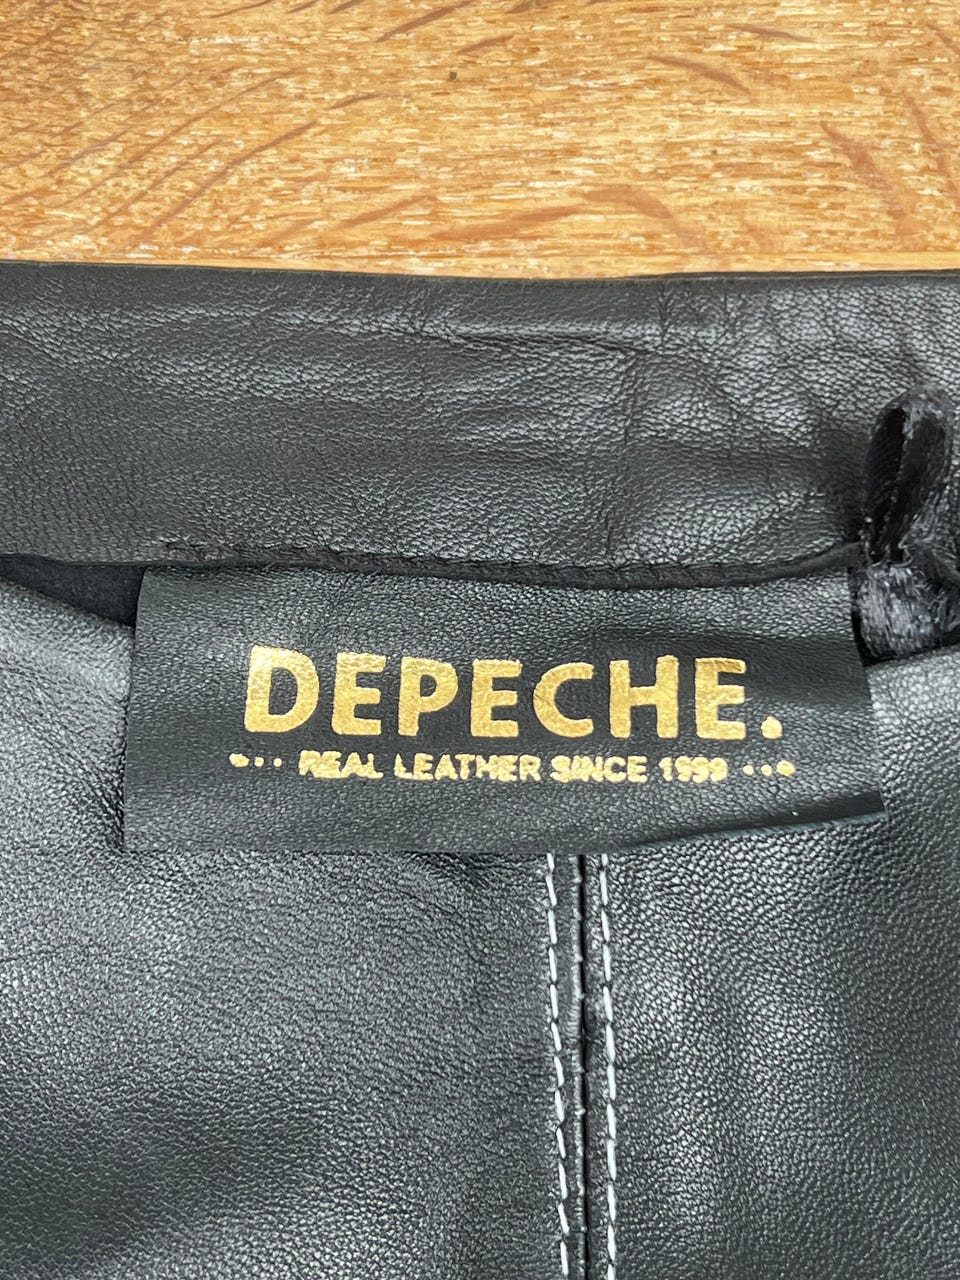 DEPECHE.
REAL LEATHER SINCE 1999